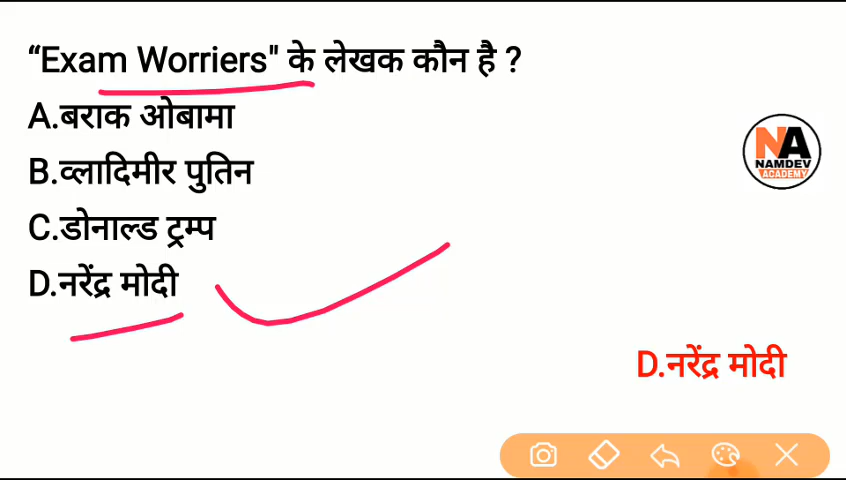 “Exam Worriers" के लेखक कौन है ?
A.बराक ओबामा
B.व्लादिमीर पुतिन
C.डोनाल्ड ट्रम्प
D.नरेंद्र मोदी
NA
NAMDEV
ACADEMY
D.नरेंद्र मोदी